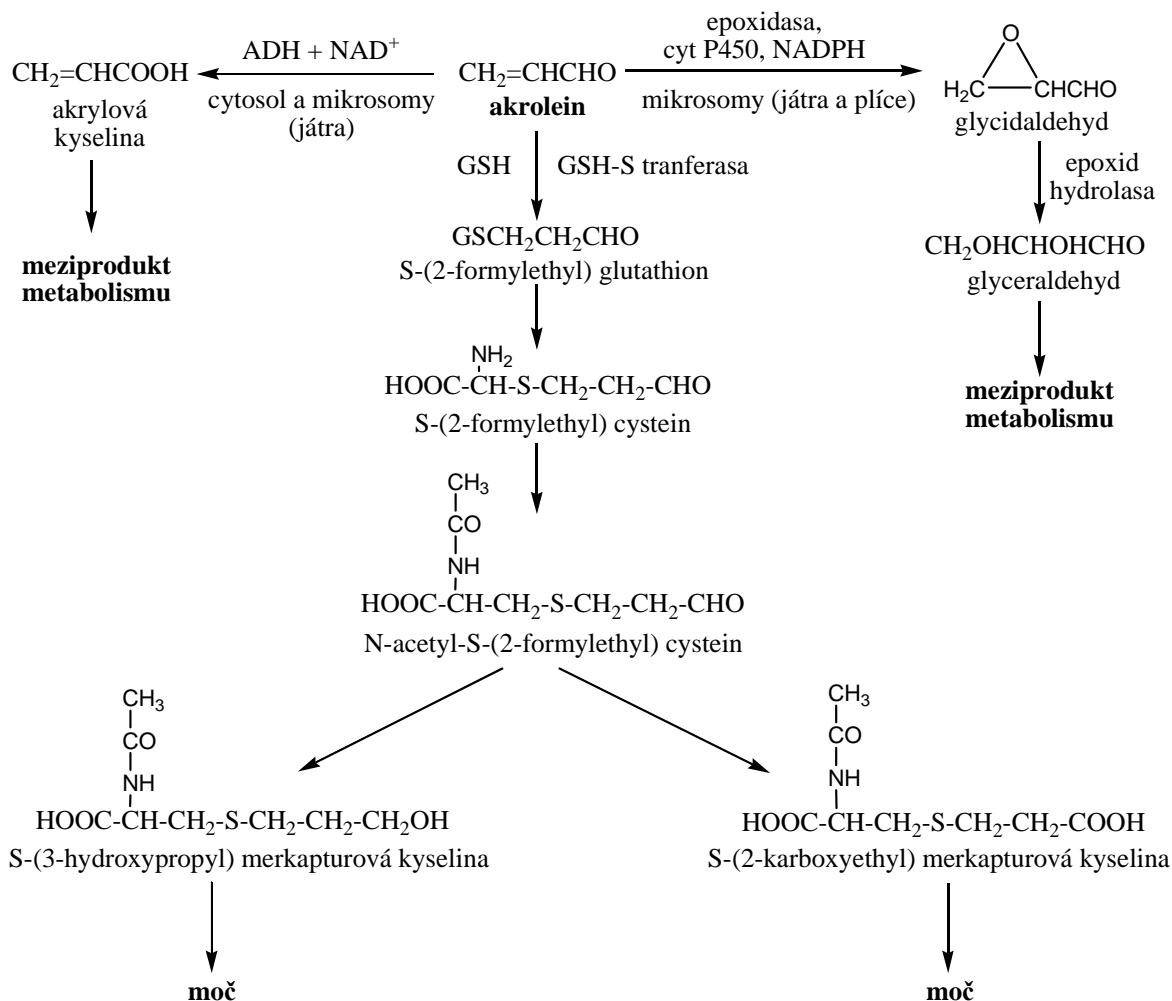 CH₂=CHCOOH
akrylová
kyselina
meziprodukt
metabolismu
ADH + NAD⁺
cytosol a mikrosomy
(játra)
CH₂=CHCHO
akrolein
epoxidasa,
cyt P450, NADPH
mikrosomy (játra a plíce)
O
H₂C CHCHO
glycidaldehyd
epoxid
hydrolasa
CH₂OHCHOHCHO
glyceraldehyd
meziprodukt
metabolismu
GSH GSH-S tranferasa
GSCH₂CH₂CHO
S-(2-formylethyl) glutathion
NH₂
HOOC-CH-S-CH₂-CH₂-CHO
S-(2-formylethyl) cystein
CH₃
CO
NH
HOOC-CH-CH₂-S-CH₂-CH₂-CHO
N-acetyl-S-(2-formylethyl) cystein
CH₃
CO
NH
HOOC-CH-CH₂-S-CH₂-CH₂-CH₂OH
S-(3-hydroxypropyl) merkapturová kyselina
moč
CH₃
CO
NH
HOOC-CH-CH₂-S-CH₂-CH₂-COOH
S-(2-karboxyethyl) merkapturová kyselina
moč